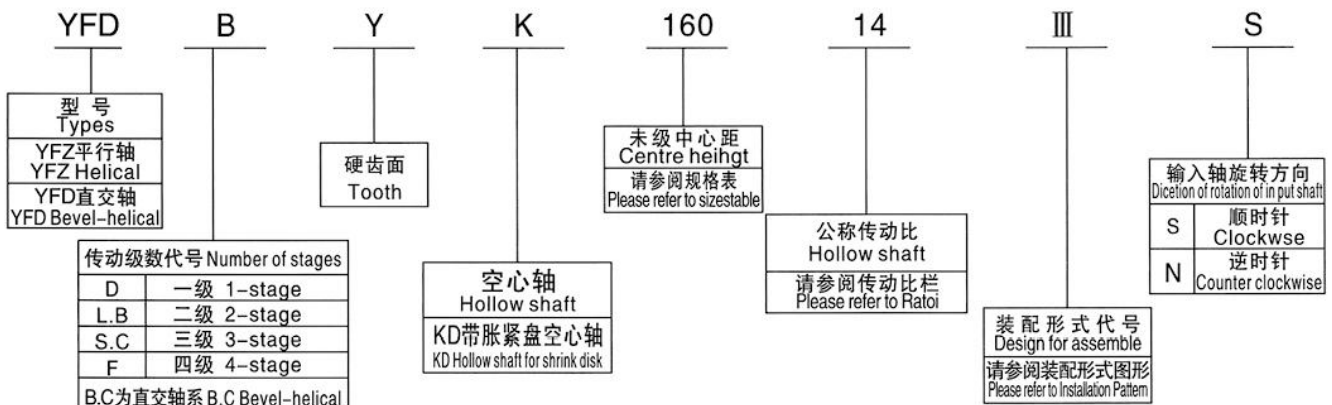 YFD B Y K 160 14 Ⅲ S
型号
Types
YFZ平行轴
YFZ Helical
YFD直交轴
YFD Bevel-helical
传动级数代号 Number of stages
D 一级 1-stage
L.B 二级 2-stage
S.C 三级 3-stage
F 四级 4-stage
B.C为直交轴系 B.C Bevel-helical
硬齿面
Tooth
空心轴
Hollow shaft
KD带胀紧盘空心轴
KD Hollow shaft for shrink disk
未级中心距
Centre heihgt
请参阅规格表
Please refer to sizestable
公称传动比
Hollow shaft
请参阅传动比栏
Please refer to Ratoi
装配形式代号
Design for assemble
请参阅装配形式图形
Please refer to Installation Pattern
输入轴旋转方向
Dicetion of rotation of in put shaft
S 顺时针
Clockwse
N 逆时针
Counter clockwise